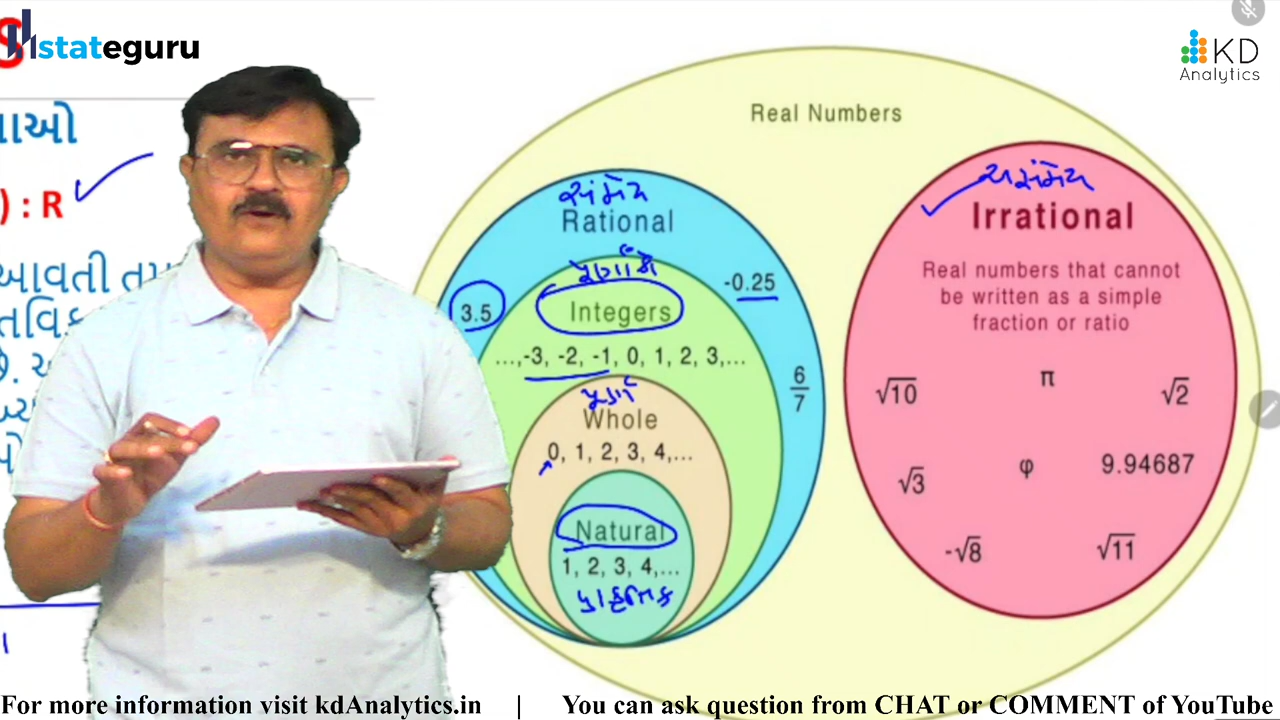 stateguru
KD
Analytics
Real Numbers
) : R
આવતી
સંમેય
Rational
પૂર્ણાંકો
Integers
3.5
-0.25
...,-3, -2, -1, 0, 1, 2, 3,...
6
7
પૂર્ણ
Whole
0, 1, 2, 3, 4,...
Natural
1, 2, 3, 4,...
પ્રાકૃતિક
અસંમેય
Irrational
Real numbers that cannot
be written as a simple
fraction or ratio
√10 π √2
√3 φ 9.94687
-√8 √11
For more information visit kdAnalytics.in | You can ask question from CHAT or COMMENT of YouTube